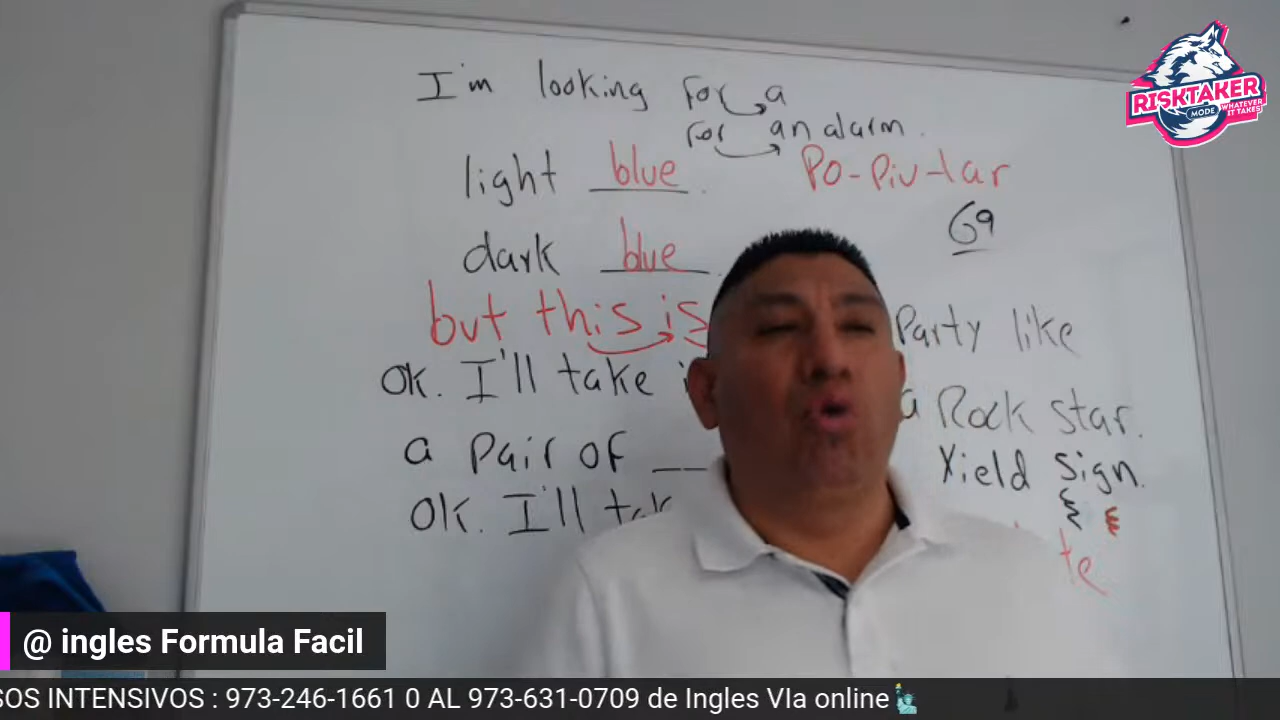 I'm looking for a
for an alarm.
light blue.
Po-piu-lar
69
dark blue.
but this is
Party like
ok. I'll take
a Rock star.
a pair of
Yield sign.
ok. I'll
te
RISKTAKER
MODE
WHATEVER
IT TAKES
@ ingles Formula Facil
SOS INTENSIVOS : 973-246-1661 0 AL 973-631-0709 de Ingles VIa online